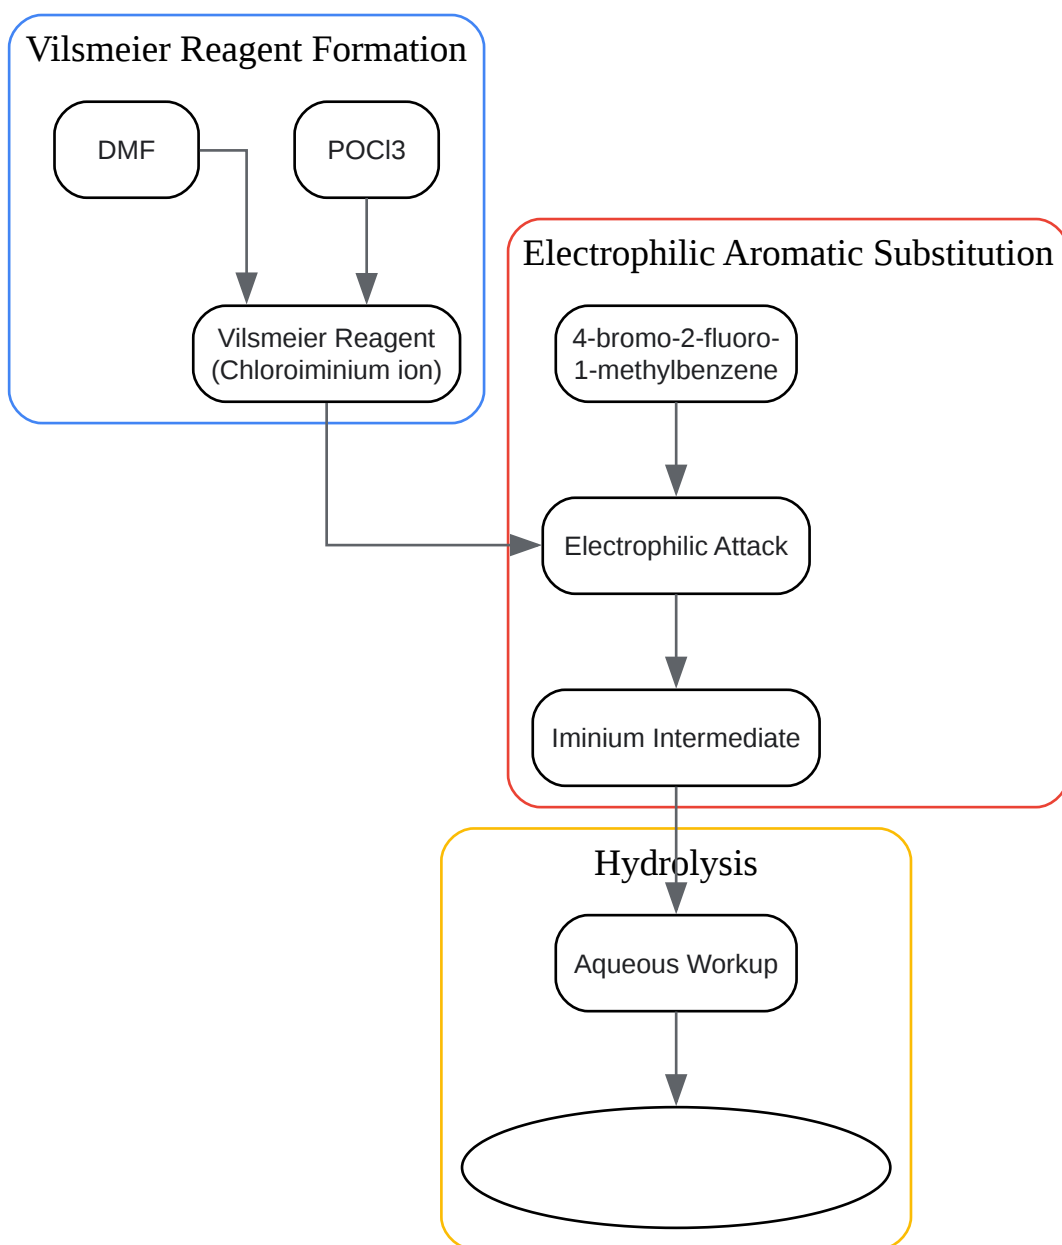 Vilsmeier Reagent Formation
DMF
POCl3
Vilsmeier Reagent
(Chloroiminium ion)
Electrophilic Aromatic Substitution
4-bromo-2-fluoro-
1-methylbenzene
Electrophilic Attack
Iminium Intermediate
Hydrolysis
Aqueous Workup